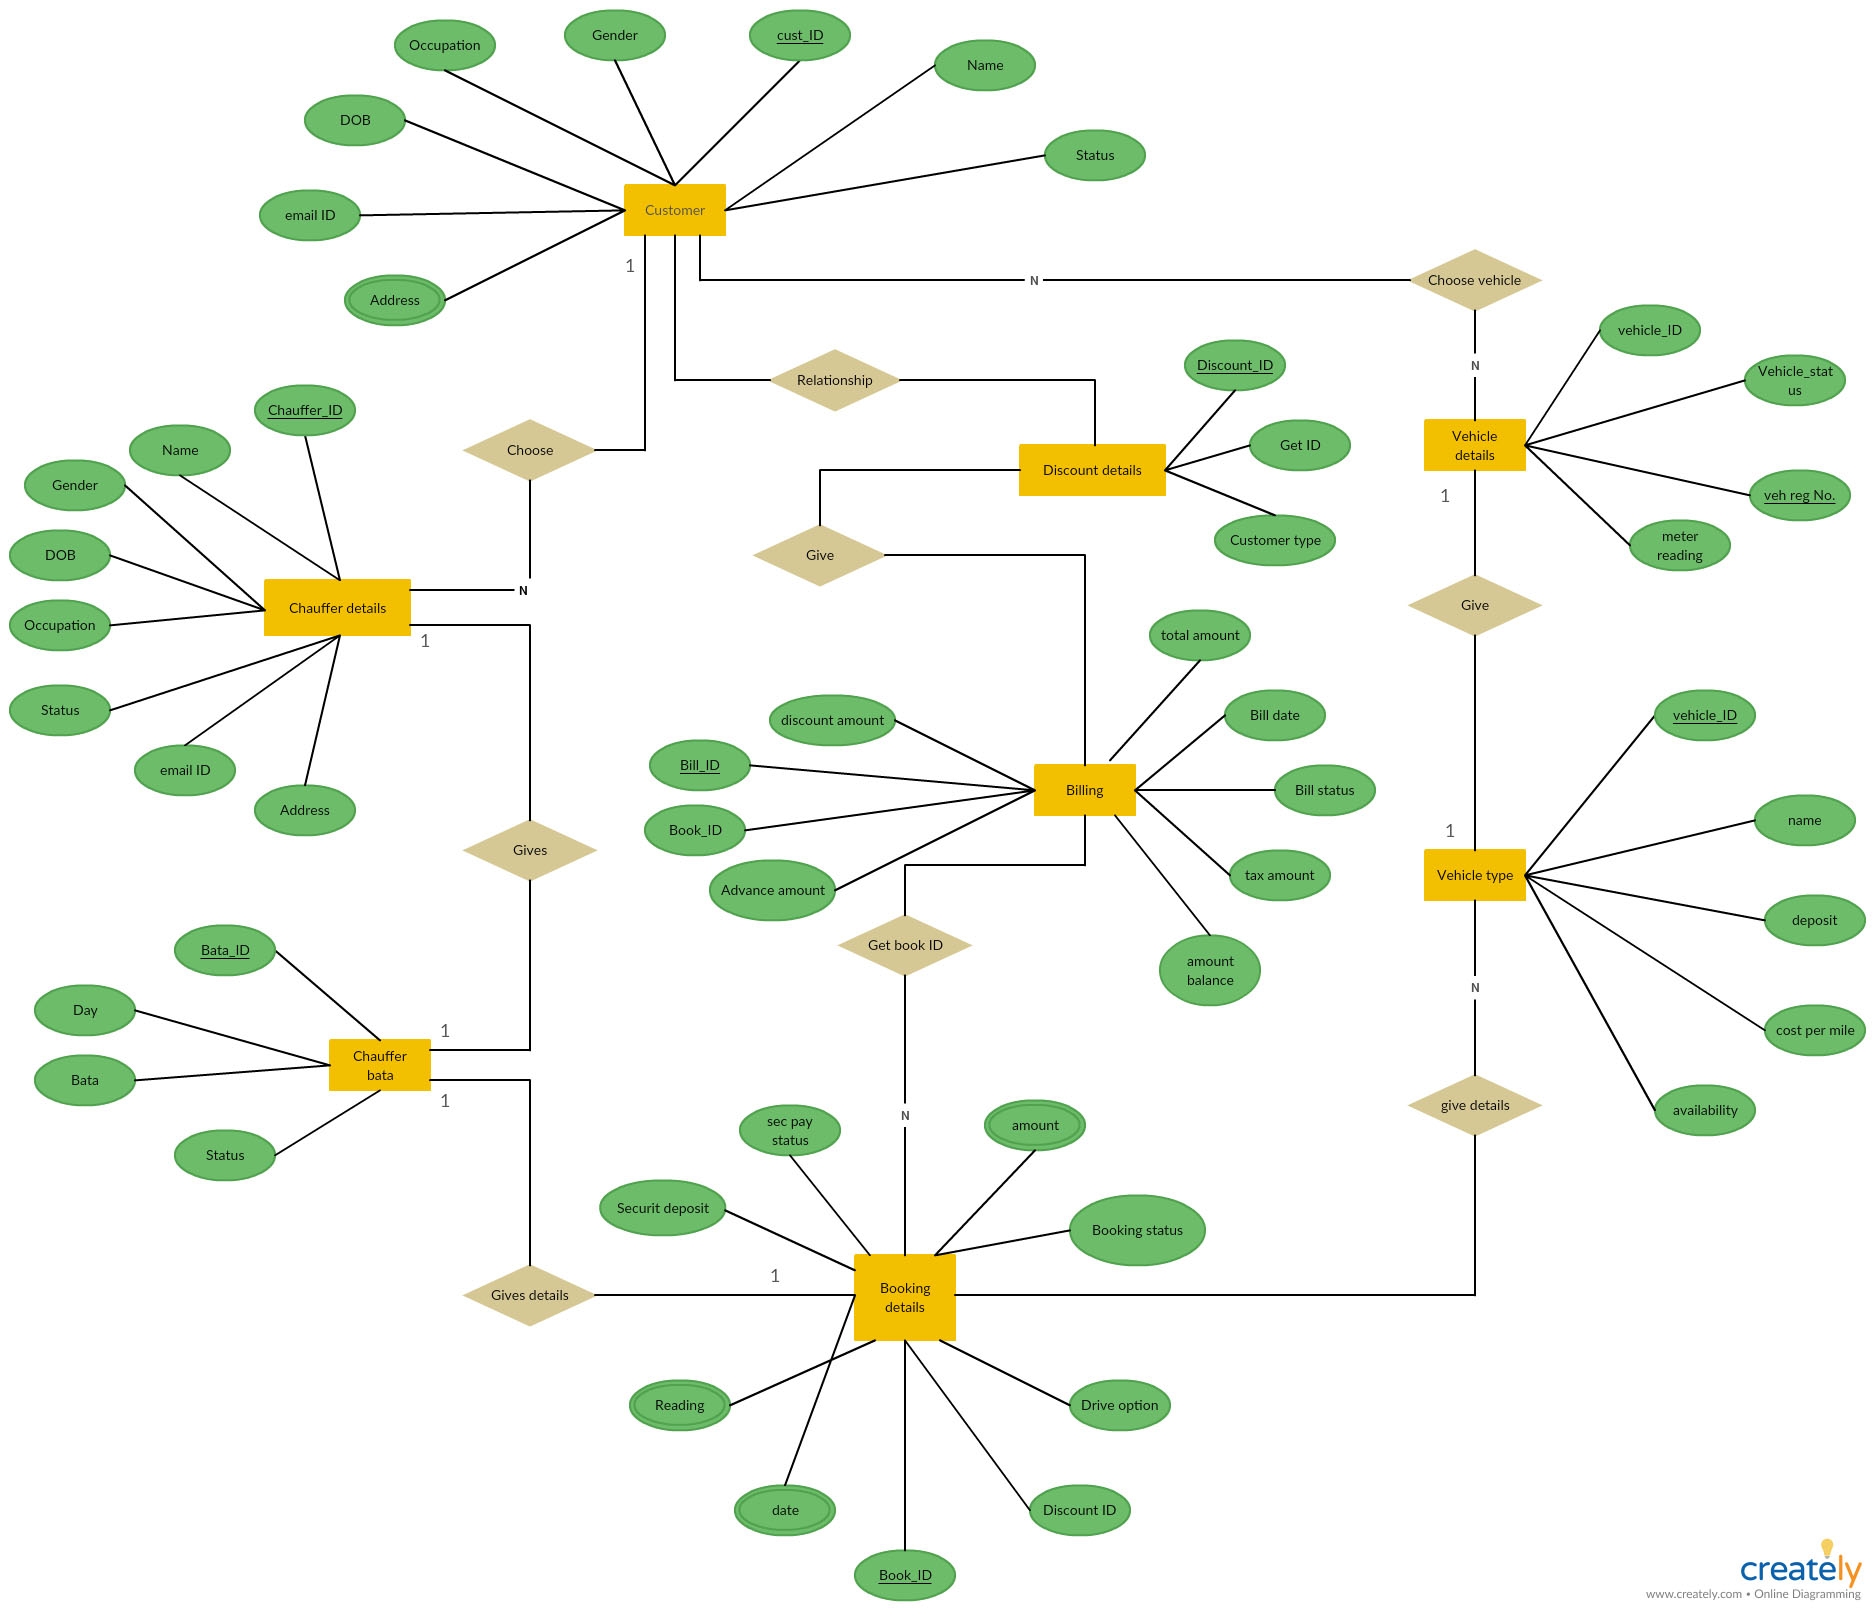 Occupation
Gender
cust_ID
Name
DOB
Status
email ID
Customer
Address
1
N
Choose vehicle
vehicle_ID
N
Vehicle_stat
us
Relationship
Discount_ID
Chauffer_ID
Name
Choose
Get ID
Vehicle
details
Discount details
Gender
1
veh reg No.
Customer type
meter
reading
DOB
Give
N
Chauffer details
Give
Occupation
1
total amount
Status
discount amount
Bill date
vehicle_ID
Bill_ID
email ID
Billing
Bill status
Address
Book_ID
name
1
Gives
Advance amount
tax amount
Vehicle type
deposit
Bata_ID
Get book ID
amount
balance
N
Day
1
cost per mile
Chauffer
bata
Bata
1
N
give details
availability
sec pay
status
amount
Status
Securit deposit
Booking status
1
Gives details
Booking
details
Reading
Drive option
date
Discount ID
Book_ID
creately
www.creately.com • Online Diagramming